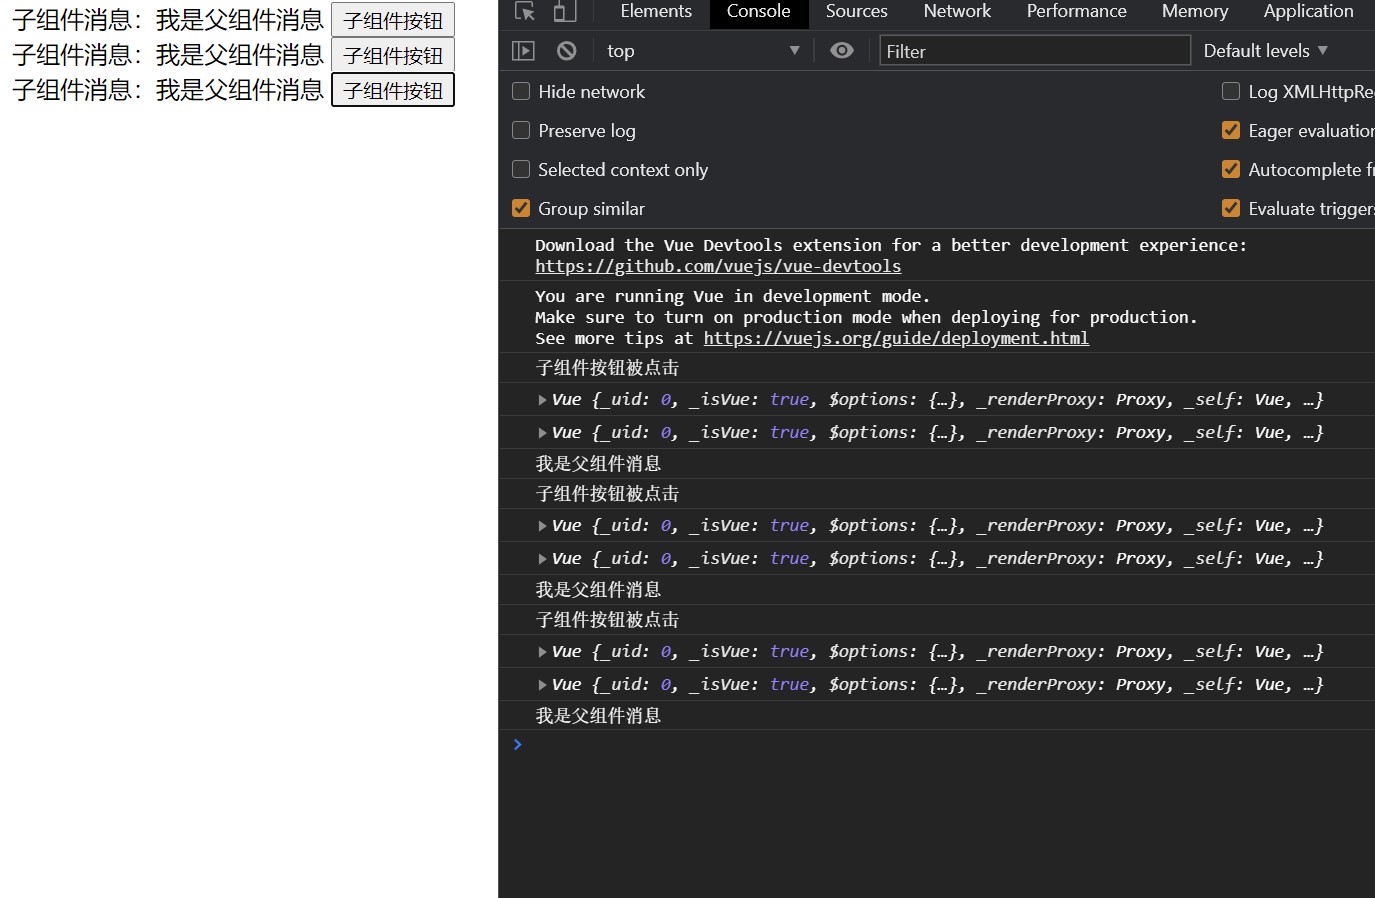 子组件消息：我是父组件消息 子组件按钮
子组件消息：我是父组件消息 子组件按钮
子组件消息：我是父组件消息 子组件按钮
Elements Console Sources Network Performance Memory Application
top ▼ Filter Default levels ▼
Hide network Log XMLHttpRe
Preserve log Eager evaluation
Selected context only Autocomplete fr
Group similar Evaluate triggers
Download the Vue Devtools extension for a better development experience:
https://github.com/vuejs/vue-devtools
You are running Vue in development mode.
Make sure to turn on production mode when deploying for production.
See more tips at https://vuejs.org/guide/deployment.html
子组件按钮被点击
▶Vue {_uid: 0, _isVue: true, $options: {…}, _renderProxy: Proxy, _self: Vue, …}
▶Vue {_uid: 0, _isVue: true, $options: {…}, _renderProxy: Proxy, _self: Vue, …}
我是父组件消息
子组件按钮被点击
▶Vue {_uid: 0, _isVue: true, $options: {…}, _renderProxy: Proxy, _self: Vue, …}
▶Vue {_uid: 0, _isVue: true, $options: {…}, _renderProxy: Proxy, _self: Vue, …}
我是父组件消息
子组件按钮被点击
▶Vue {_uid: 0, _isVue: true, $options: {…}, _renderProxy: Proxy, _self: Vue, …}
▶Vue {_uid: 0, _isVue: true, $options: {…}, _renderProxy: Proxy, _self: Vue, …}
我是父组件消息
>